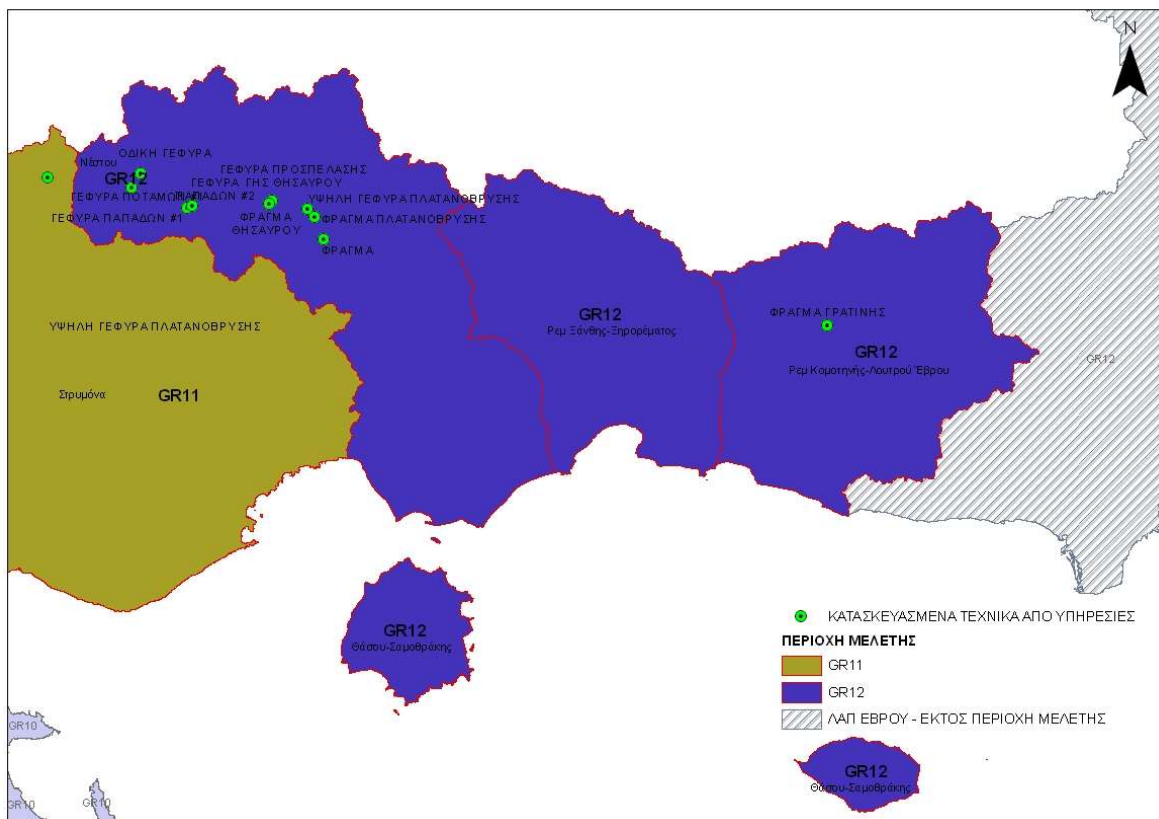 N
ΟΔΙΚΗ ΓΕΦΥΡΑ
Νέστου
GR12
ΓΕΦΥΡΑ ΠΡΟΣΠΕΛΑΣΗΣ
ΓΕΦΥΡΑ ΓΗΣ ΘΗΣΑΥΡΟΥ
ΓΕΦΥΡΑ ΠΟΤΑΜΩΝ
ΠΑΠΑΔΩΝ #2
ΥΨΗΛΗ ΓΕΦΥΡΑ ΠΛΑΤΑΝΟΒΡΥΣΗΣ
ΓΕΦΥΡΑ ΠΑΠΑΔΩΝ #1
ΦΡΑΓΜΑ
ΘΗΣΑΥΡΟΥ
ΦΡΑΓΜΑ ΠΛΑΤΑΝΟΒΡΥΣΗΣ
ΦΡΑΓΜΑ
ΥΨΗΛΗ ΓΕΦΥΡΑ ΠΛΑΤΑΝΟΒΡΥΣΗΣ
GR12
Ρεμ Ξάνθης-Ξηρορέματος
ΦΡΑΓΜΑ ΓΡΑΤΙΝΗΣ
GR12
Ρεμ Κομοτηνής-Λουτρού Έβρου
GR12
Στρυμόνα
GR11
GR12
Θάσου-Σαμοθράκης
ΚΑΤΑΣΚΕΥΑΣΜΕΝΑ ΤΕΧΝΙΚΑ ΑΠΟ ΥΠΗΡΕΣΙΕΣ
ΠΕΡΙΟΧΗ ΜΕΛΕΤΗΣ
GR11
GR12
ΛΑΠ ΕΒΡΟΥ - ΕΚΤΟΣ ΠΕΡΙΟΧΗ ΜΕΛΕΤΗΣ
GR10
GR10
GR10
GR12
Θάσου-Σαμοθράκης